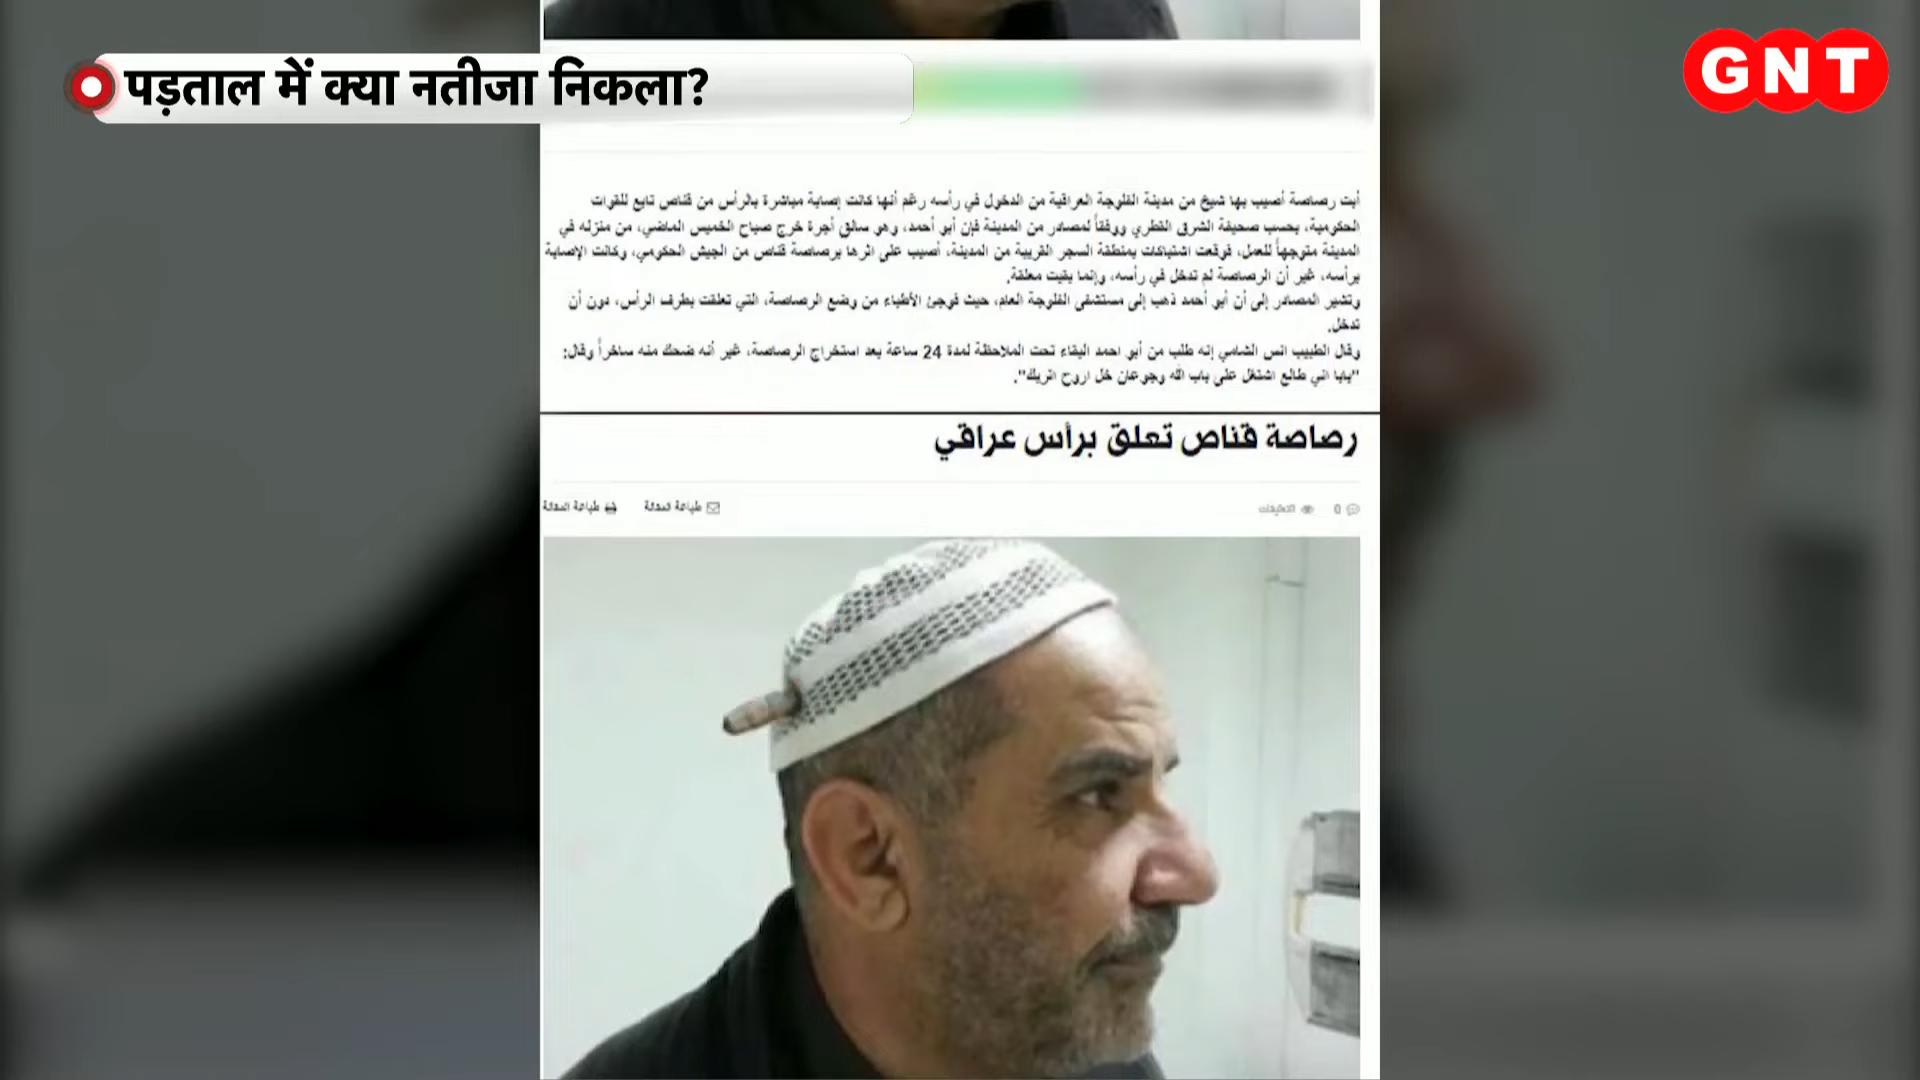 पड़ताल में क्या नतीजा निकला?
GNT
أبت رصاصة أصيب بها شيخ من مدينة الفلوجة العراقية من الدخول في رأسه رغم أنها كانت إصابة مباشرة بالرأس من قناص تابع للقوات
الحكومية، بحسب صحيفة الشرق القطري ووفقاً لمصادر من المدينة فإن أبو أحمد، وهو سائق أجرة خرج صباح الخميس الماضي، من منزله في
المدينة متوجهاً للعمل، فوقعت اشتباكات بمنطقة السجر القريبة من المدينة، أصيب على اثرها برصاصة قناص من الجيش الحكومي، وكانت الإصابة
برأسه، غير أن الرصاصة لم تدخل في رأسه، وإنما بقيت معلقة.
وتشير المصادر إلى أن أبو أحمد ذهب إلى مستشفى الفلوجة العام، حيث فوجئ الأطباء من وضع الرصاصة، التي تعلقت بطرف الرأس، دون أن
تدخل.
وقال الطبيب انس الشامي إنه طلب من أبو احمد البقاء تحت الملاحظة لمدة 24 ساعة بعد استخراج الرصاصة، غير أنه ضحك منه ساخراً وقال:
"بابا اني طالع اشتغل على باب الله وجوعان خل اروح اتريك".
رصاصة قناص تعلق برأس عراقي
0 التعليقات طباعة المقالة طباعة المقالة